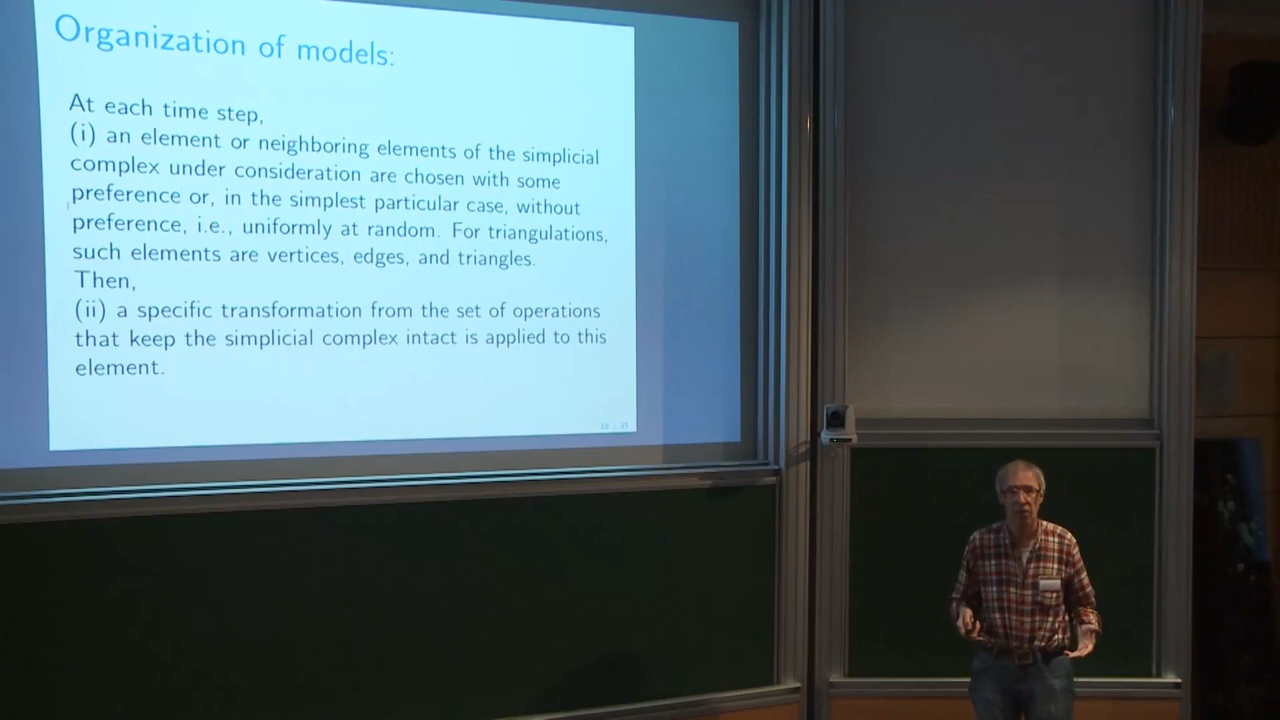 Organization of models:
At each time step,
(i) an element or neighboring elements of the simplicial
complex under consideration are chosen with some
preference or, in the simplest particular case, without
preference, i.e., uniformly at random. For triangulations,
such elements are vertices, edges, and triangles.
Then,
(ii) a specific transformation from the set of operations
that keep the simplicial complex intact is applied to this
element.